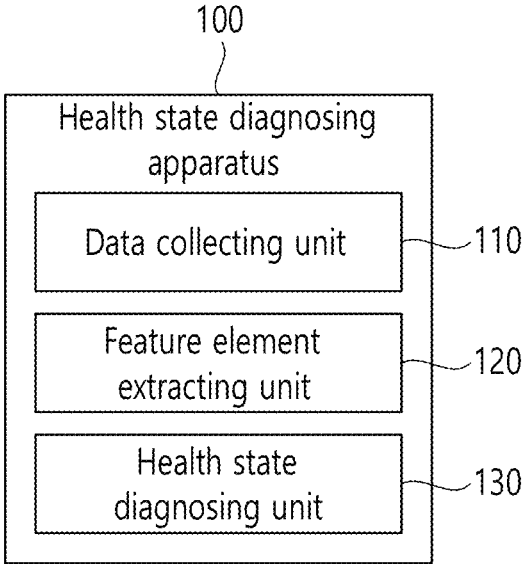 100
Health state diagnosing
apparatus
Data collecting unit
110
Feature element
extracting unit
120
Health state
diagnosing unit
130